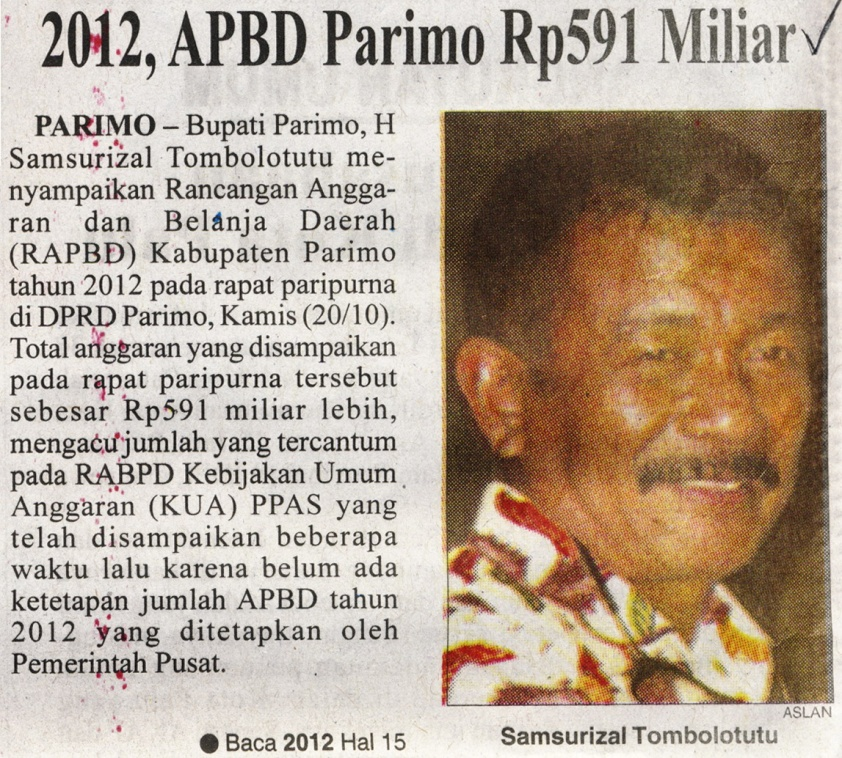 2012, APBD Parimo Rp591 Miliar
PARIMO – Bupati Parimo, H
Samsurizal Tombolotutu me-
nyampaikan Rancangan Angga-
ran dan Belanja Daerah
(RAPBD) Kabupaten Parimo
tahun 2012 pada rapat paripurna
di DPRD Parimo, Kamis (20/10).
Total anggaran yang disampaikan
pada rapat paripurna tersebut
sebesar Rp591 miliar lebih,
mengacu jumlah yang tercantum
pada RABPD Kebijakan Umum
Anggaran (KUA) PPAS yang
telah disampaikan beberapa
waktu lalu karena belum ada
ketetapan jumlah APBD tahun
2012 yang ditetapkan oleh
Pemerintah Pusat.
● Baca 2012 Hal 15
ASLAN
Samsurizal Tombolotutu